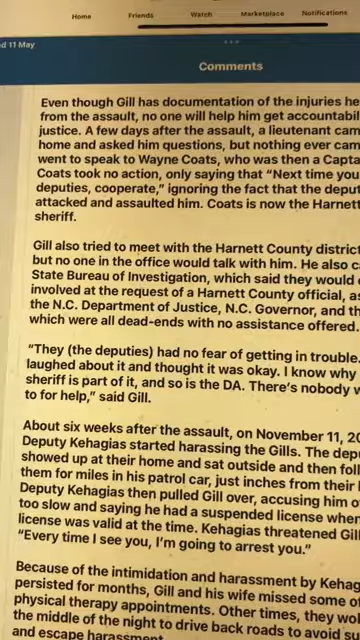 Home Friends Watch Marketplace Notifications
d 11 May
Comments
Even though Gill has documentation of the injuries he
from the assault, no one will help him get accountabil
justice. A few days after the assault, a lieutenant cam
home and asked him questions, but nothing ever cam
went to speak to Wayne Coats, who was then a Capta
Coats took no action, only saying that “Next time you
deputies, cooperate,” ignoring the fact that the deput
attacked and assaulted him. Coats is now the Harnett
sheriff.
Gill also tried to meet with the Harnett County district
but no one in the office would talk with him. He also c
State Bureau of Investigation, which said they would
involved at the request of a Harnett County official, as
the N.C. Department of Justice, N.C. Governor, and th
which were all dead-ends with no assistance offered.
“They (the deputies) had no fear of getting in trouble.
laughed about it and thought it was okay. I know why
sheriff is part of it, and so is the DA. There’s nobody w
to for help,” said Gill.
About six weeks after the assault, on November 11, 20
Deputy Kehagias started harassing the Gills. The depu
showed up at their home and sat outside and then foll
them for miles in his patrol car, just inches from their
Deputy Kehagias then pulled Gill over, accusing him o
too slow and saying he had a suspended license when
license was valid at the time. Kehagias threatened Gill
“Every time I see you, I’m going to arrest you.”
Because of the intimidation and harassment by Kehag
persisted for months, Gill and his wife missed some of
physical therapy appointments. Other times, they wo
the middle of the night to drive back roads to avoid su
and escape harassment.